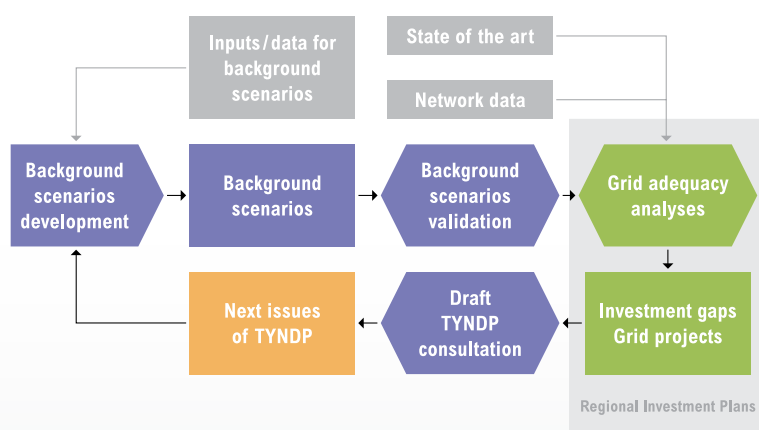 Inputs/data for
background
scenarios
State of the art
Network data
Background
scenarios
development
Background
scenarios
Background
scenarios
validation
Grid adequacy
analyses
Next issues
of TYNDP
Draft
TYNDP
consultation
Investment gaps
Grid projects
Regional Investment Plans